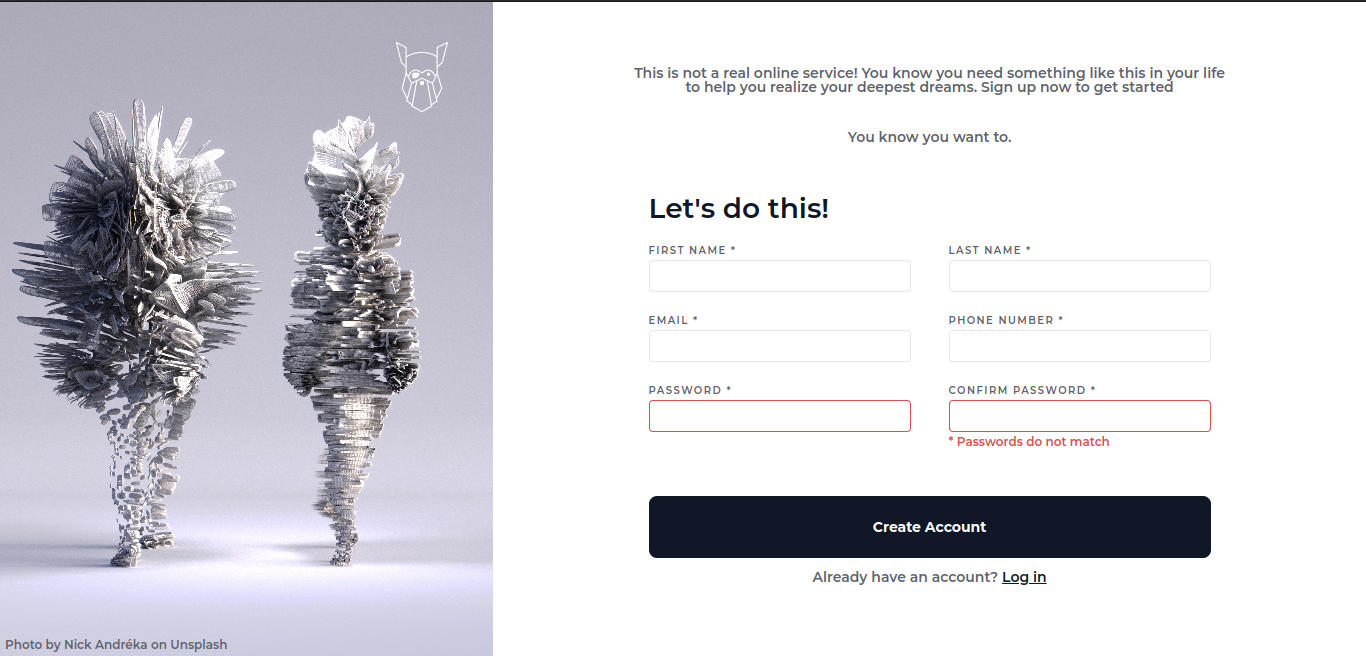 This is not a real online service! You know you need something like this in your life
to help you realize your deepest dreams. Sign up now to get started
You know you want to.
Let's do this!
FIRST NAME *
LAST NAME *
EMAIL *
PHONE NUMBER *
PASSWORD *
CONFIRM PASSWORD *
* Passwords do not match
Create Account
Already have an account? Log in
Photo by Nick Andréka on Unsplash